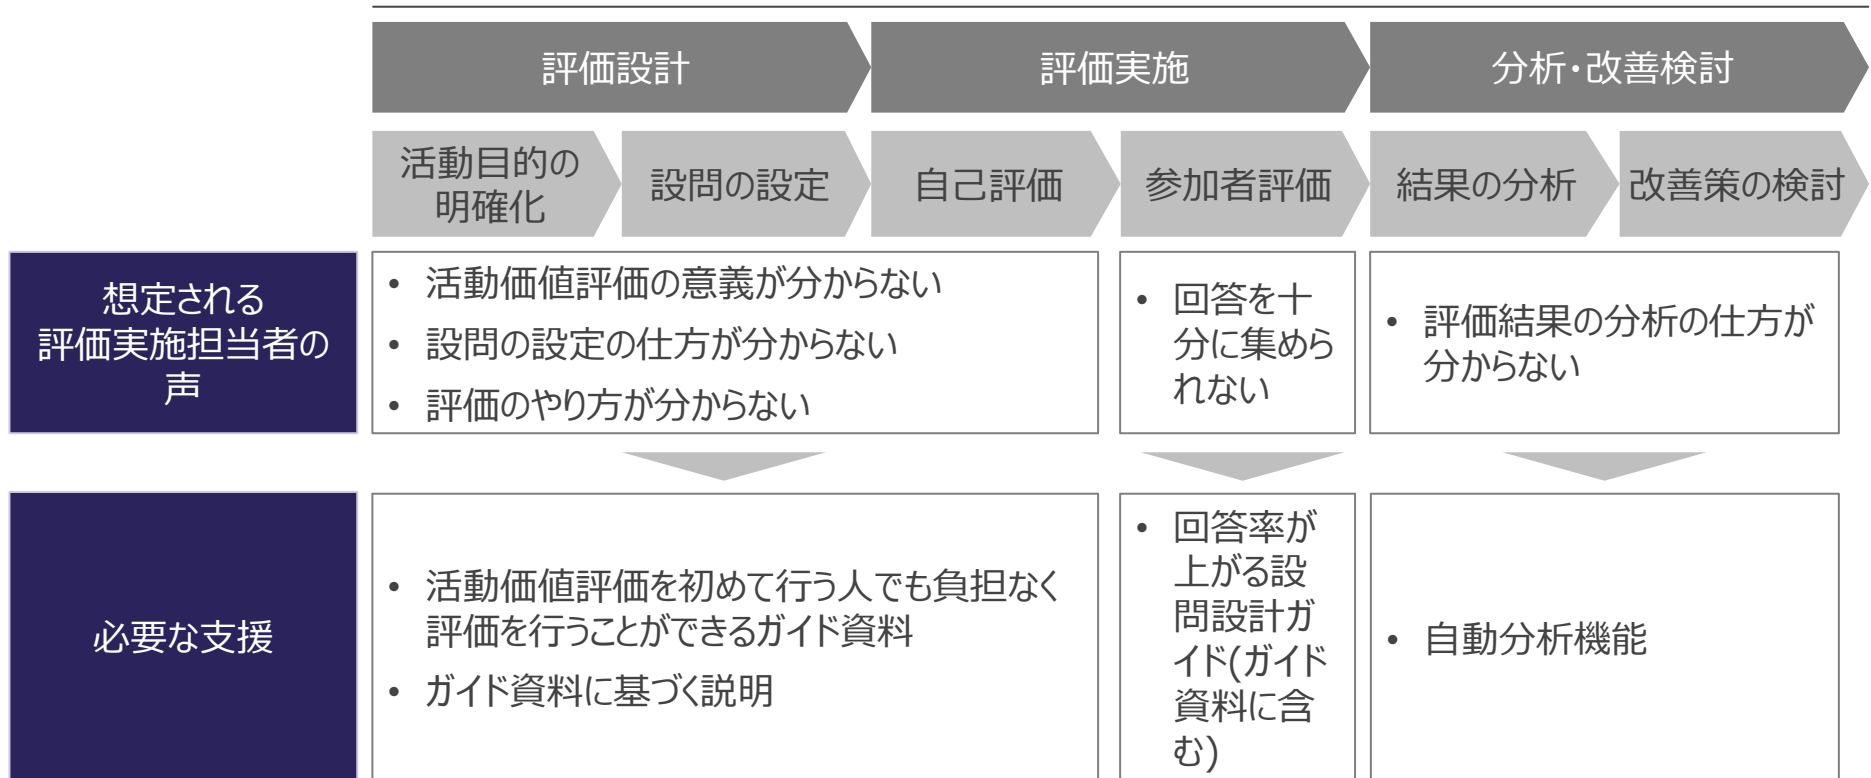 評価設計
評価実施
分析・改善検討
活動目的の
明確化
設問の設定
自己評価
参加者評価
結果の分析
改善策の検討
想定される
評価実施担当者の
声
• 活動価値評価の意義が分からない
• 設問の設定の仕方が分からない
• 評価のやり方が分からない
• 回答を十
分に集めら
れない
• 評価結果の分析の仕方が
分からない
必要な支援
• 活動価値評価を初めて行う人でも負担なく
評価を行うことができるガイド資料
• ガイド資料に基づく説明
• 回答率が
上がる設
問設計ガ
イド(ガイド
資料に含
む)
• 自動分析機能